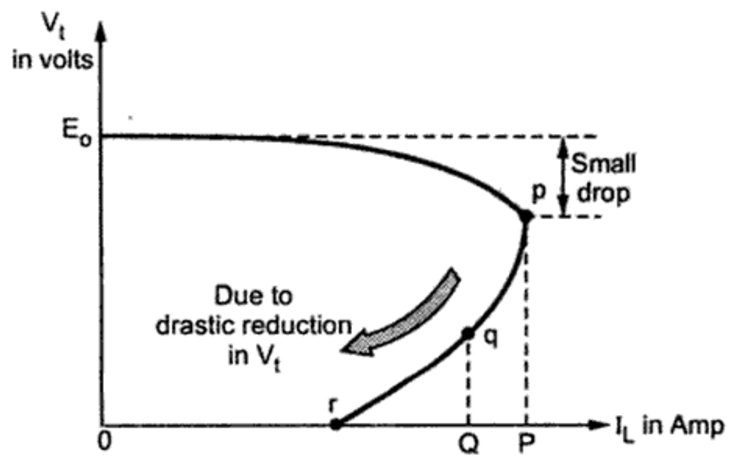 V_t
in volts
E_o
Small
drop
p
Due to
drastic reduction
in V_t
q
r
0
Q
P
I_L in Amp